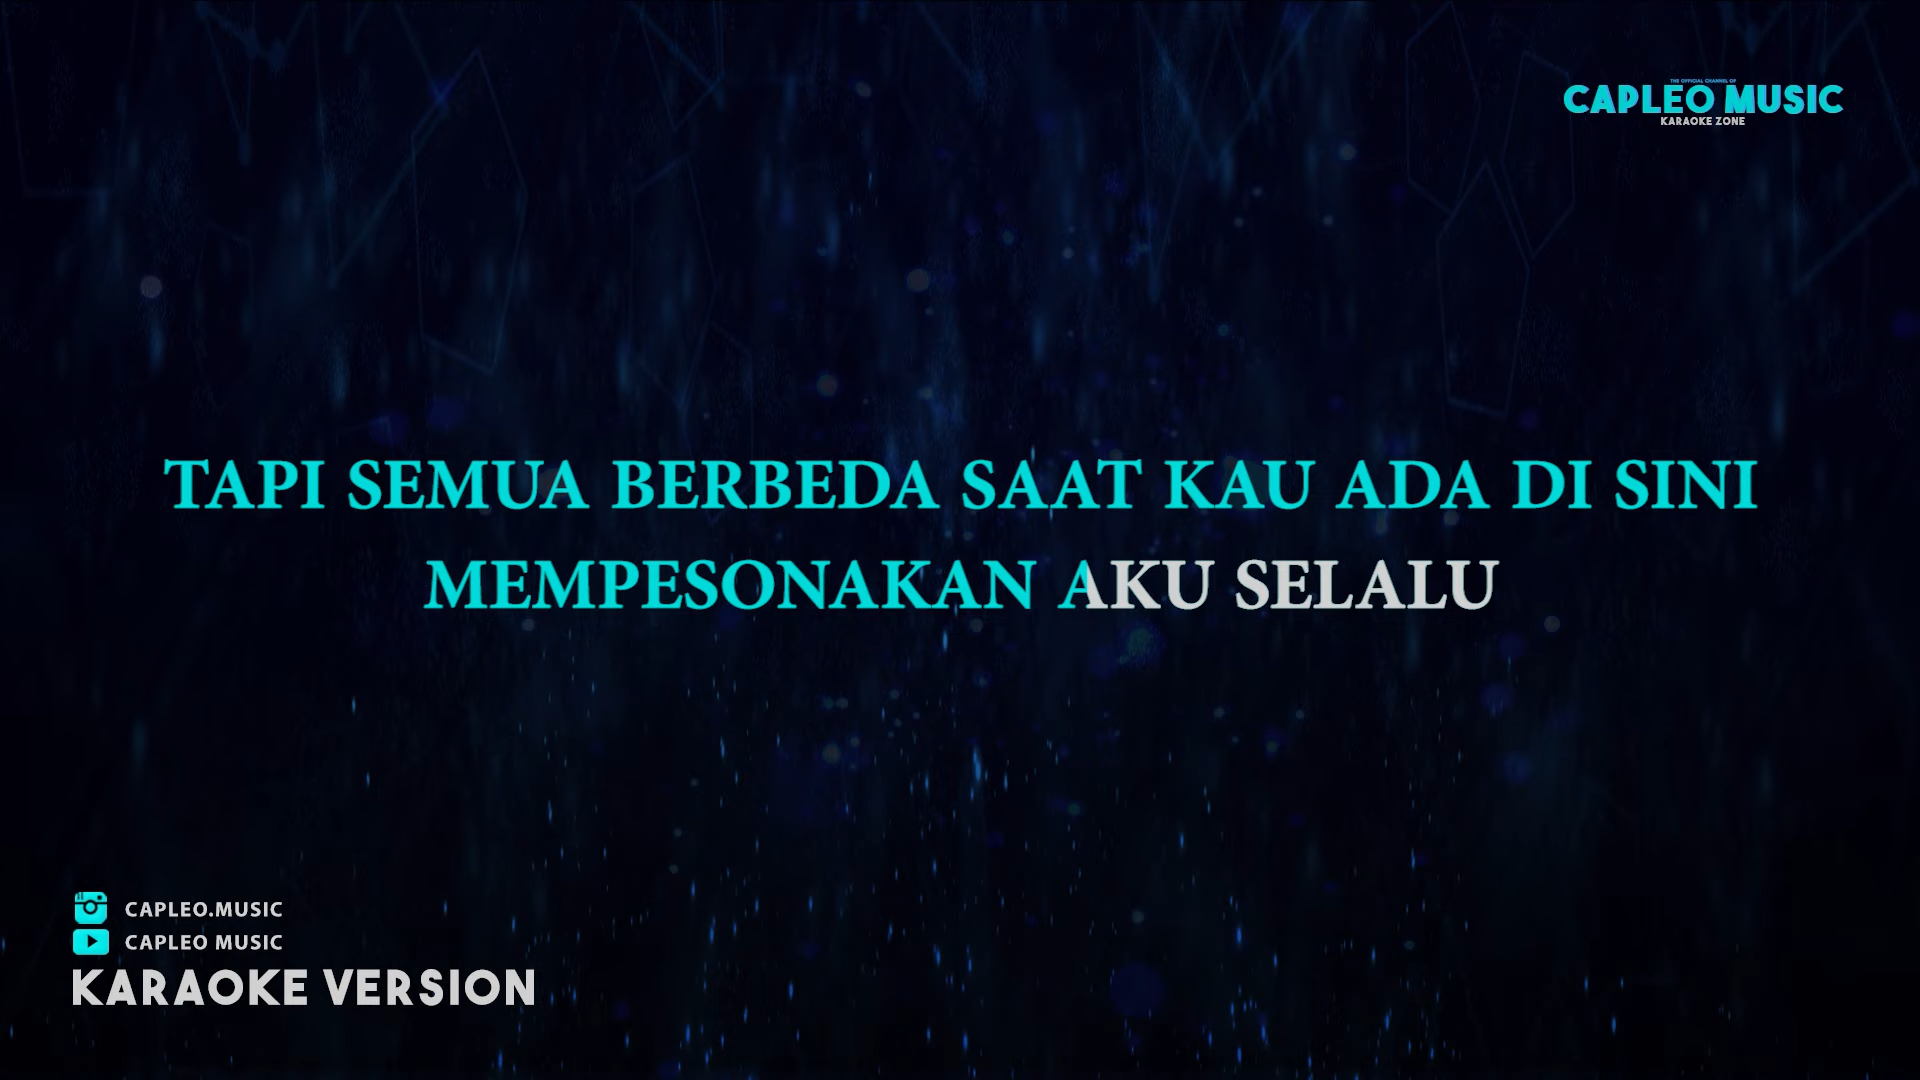 THE OFFICIAL CHANNEL OF
CAPLEO MUSIC
KARAOKE ZONE
TAPI SEMUA BERBEDA SAAT KAU ADA DI SINI
MEMPESONAKAN AKU SELALU
CAPLEO.MUSIC
CAPLEO MUSIC
KARAOKE VERSION